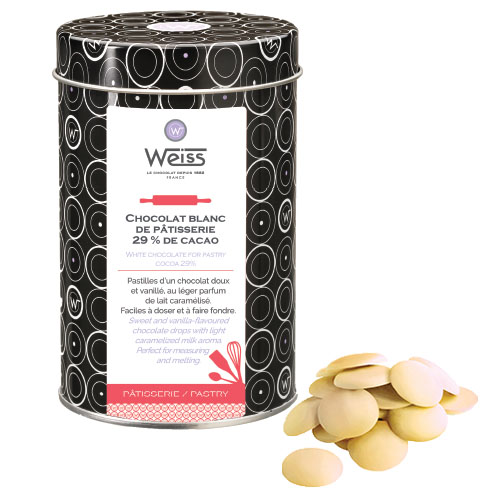 W
Weiss
LE CHOCOLAT DEPUIS 1882
FRANCE
CHOCOLAT BLANC
DE PÂTISSERIE
29 % DE CACAO
WHITE CHOCOLATE FOR PASTRY
COCOA 29%
Pastilles d'un chocolat doux
et vanillé, au léger parfum
de lait caramélisé.
Faciles à doser et à faire fondre.
Sweet and vanilla-flavoured
chocolate drops with light
caramelized milk aroma.
Perfect for measuring
and melting.
PÂTISSERIE / PASTRY